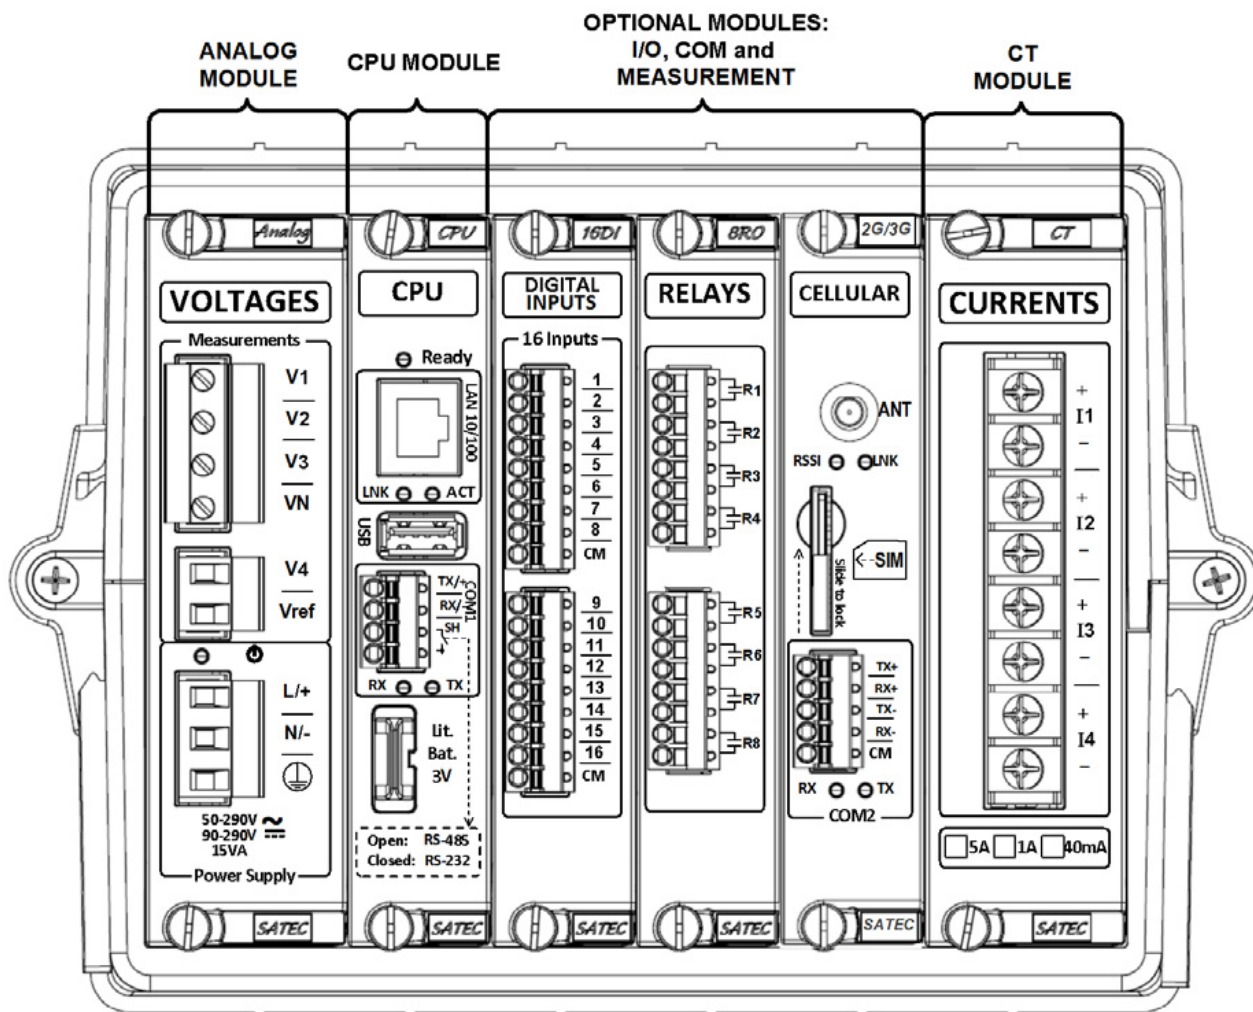 OPTIONAL MODULES:
I/O, COM and
MEASUREMENT
ANALOG
MODULE
CPU MODULE
CT
MODULE
Analog
CPU
16DI
8RO
2G/3G
CT
VOLTAGES
CPU
DIGITAL
INPUTS
RELAYS
CELLULAR
CURRENTS
Measurements
V1
V2
V3
VN
V4
Vref
L/+
N/-
50-290V
90-290V
15VA
Power Supply
Ready
LAN 10/100
LNK
ACT
USB
COM1
TX/+
RX/-
SH
RX
TX
Lit.
Bat.
3V
Open: RS-485
Closed: RS-232
16 Inputs
1
2
3
4
5
6
7
8
CM
9
10
11
12
13
14
15
16
CM
R1
R2
R3
R4
R5
R6
R7
R8
ANT
RSSI
LNK
SIM
Slide to lock
TX+
RX+
TX-
RX-
CM
RX
TX
COM2
+
I1
-
+
I2
-
+
I3
-
+
I4
-
5A
1A
40mA
SATEC
SATEC
SATEC
SATEC
SATEC
SATEC